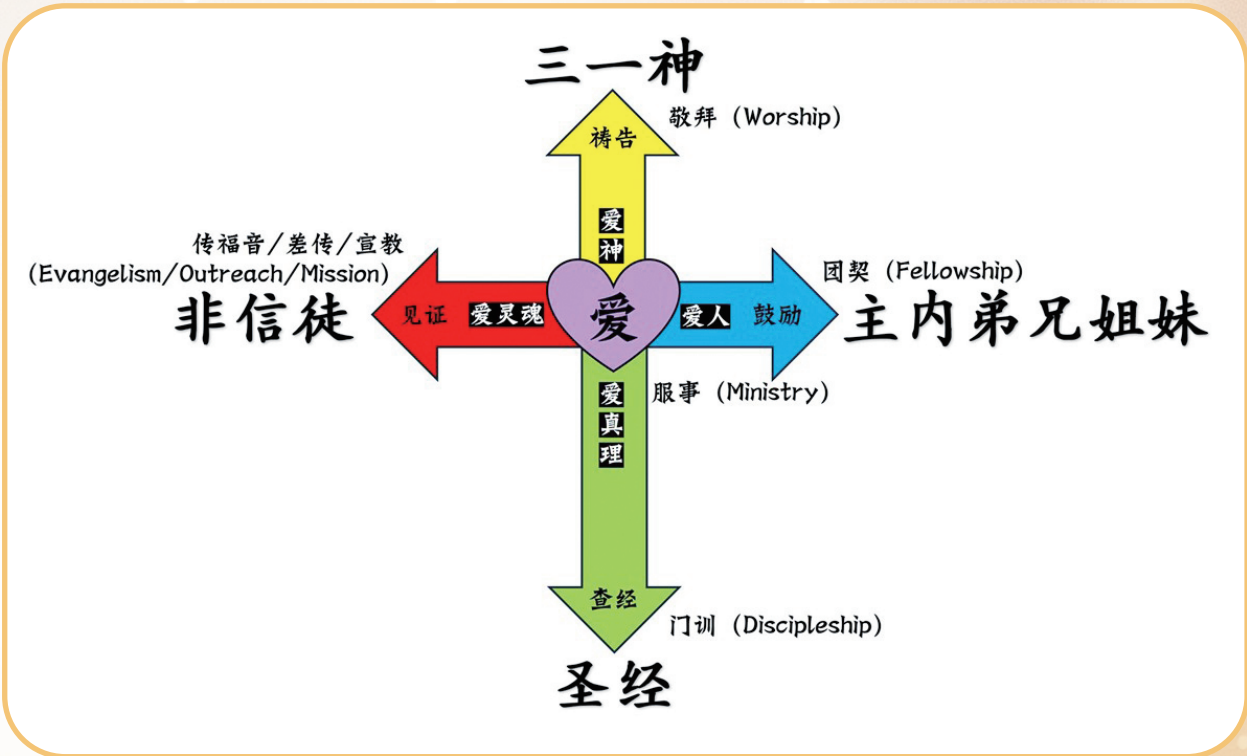 三一神
敬拜 (Worship)
祷告
爱神
传福音/差传/宣教
(Evangelism/Outreach/Mission)
非信徒
见证
爱灵魂
爱
爱人
鼓励
团契 (Fellowship)
主内弟兄姐妹
服事 (Ministry)
爱真理
查经
门训 (Discipleship)
圣经